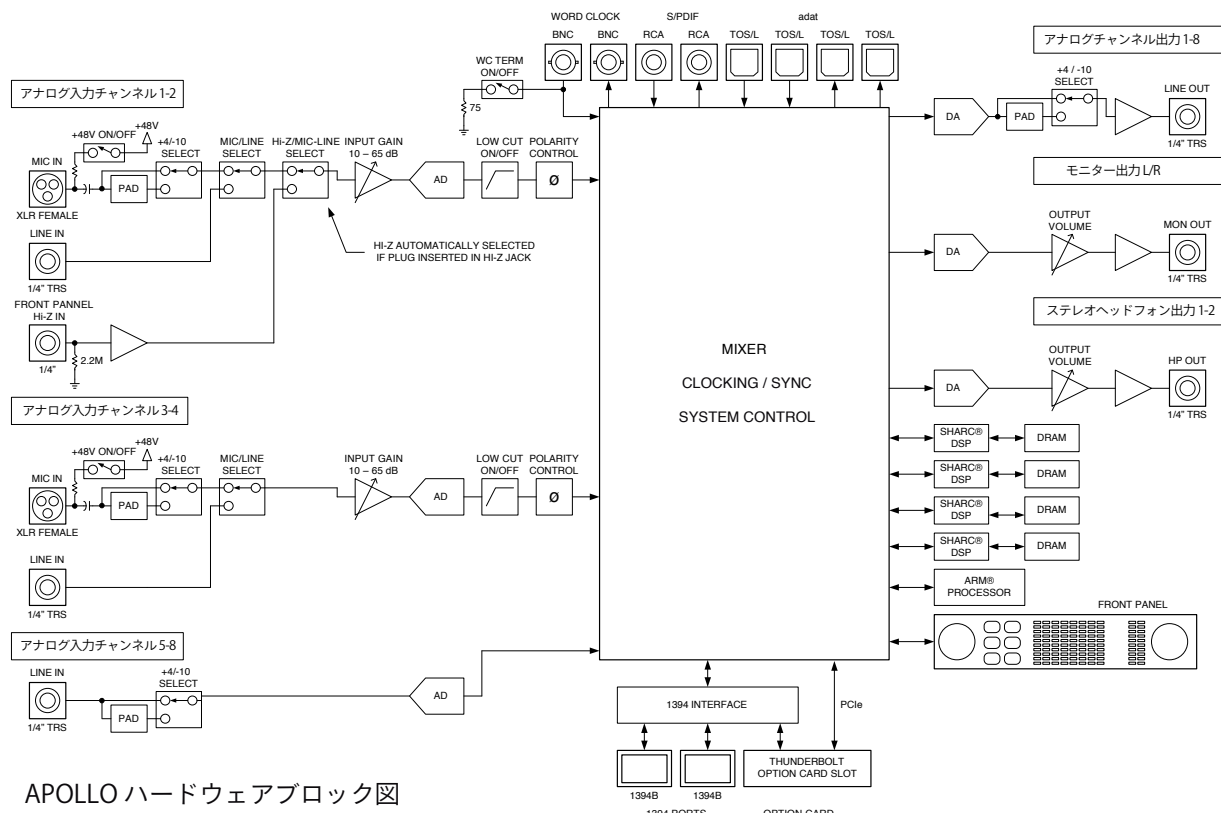 WORD CLOCK
S/PDIF
adat
BNC
BNC
RCA
RCA
TOS/L
TOS/L
TOS/L
TOS/L
WC TERM
ON/OFF
75
アナログ入力チャンネル 1-2
+48V ON/OFF
+48V
MIC IN
XLR FEMALE
PAD
+4/-10
SELECT
MIC/LINE
SELECT
Hi-Z/MIC-LINE
SELECT
INPUT GAIN
10 – 65 dB
AD
LOW CUT
ON/OFF
POLARITY
CONTROL
Ø
LINE IN
1/4" TRS
HI-Z AUTOMATICALLY SELECTED
IF PLUG INSERTED IN HI-Z JACK
FRONT PANNEL
Hi-Z IN
1/4"
2.2M
アナログ入力チャンネル 3-4
+48V ON/OFF
+48V
MIC IN
XLR FEMALE
PAD
+4/-10
SELECT
MIC/LINE
SELECT
INPUT GAIN
10 – 65 dB
AD
LOW CUT
ON/OFF
POLARITY
CONTROL
Ø
LINE IN
1/4" TRS
アナログ入力チャンネル 5-8
LINE IN
1/4" TRS
PAD
+4/-10
SELECT
AD
MIXER
CLOCKING / SYNC
SYSTEM CONTROL
アナログチャンネル出力 1-8
DA
PAD
+4 / -10
SELECT
LINE OUT
1/4" TRS
モニター出力 L/R
DA
OUTPUT
VOLUME
MON OUT
1/4" TRS
ステレオヘッドフォン出力 1-2
DA
OUTPUT
VOLUME
HP OUT
1/4" TRS
SHARC®
DSP
DRAM
SHARC®
DSP
DRAM
SHARC®
DSP
DRAM
SHARC®
DSP
DRAM
ARM®
PROCESSOR
FRONT PANEL
1394 INTERFACE
PCIe
THUNDERBOLT
OPTION CARD SLOT
1394B
1394B
1394 PORTS
OPTION CARD
APOLLO ハードウェアブロック図